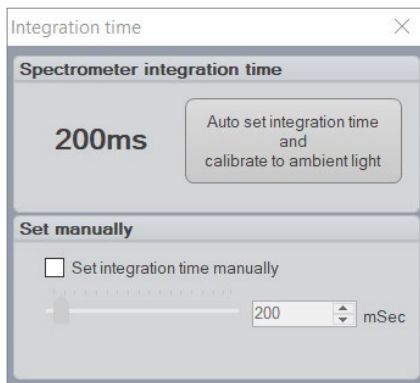 Integration time
Spectrometer integration time
200ms
Auto set integration time
and
calibrate to ambient light
Set manually
Set integration time manually
200 mSec